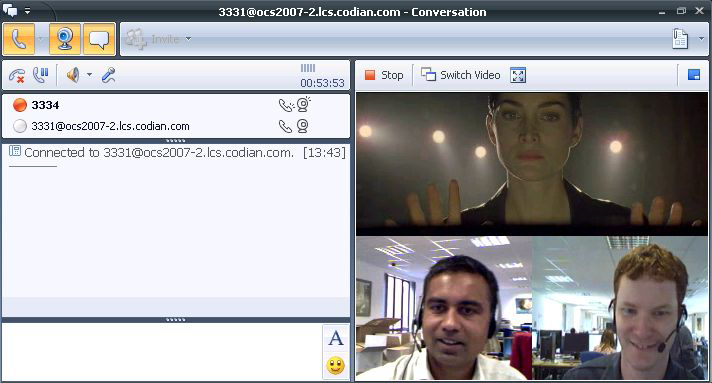 3331@ocs2007-2.lcs.codian.com - Conversation
Invite
00:53:53
Stop
Switch Video
3334
3331@ocs2007-2.lcs.codian.com
Connected to 3331@ocs2007-2.lcs.codian.com. [13:43]
A